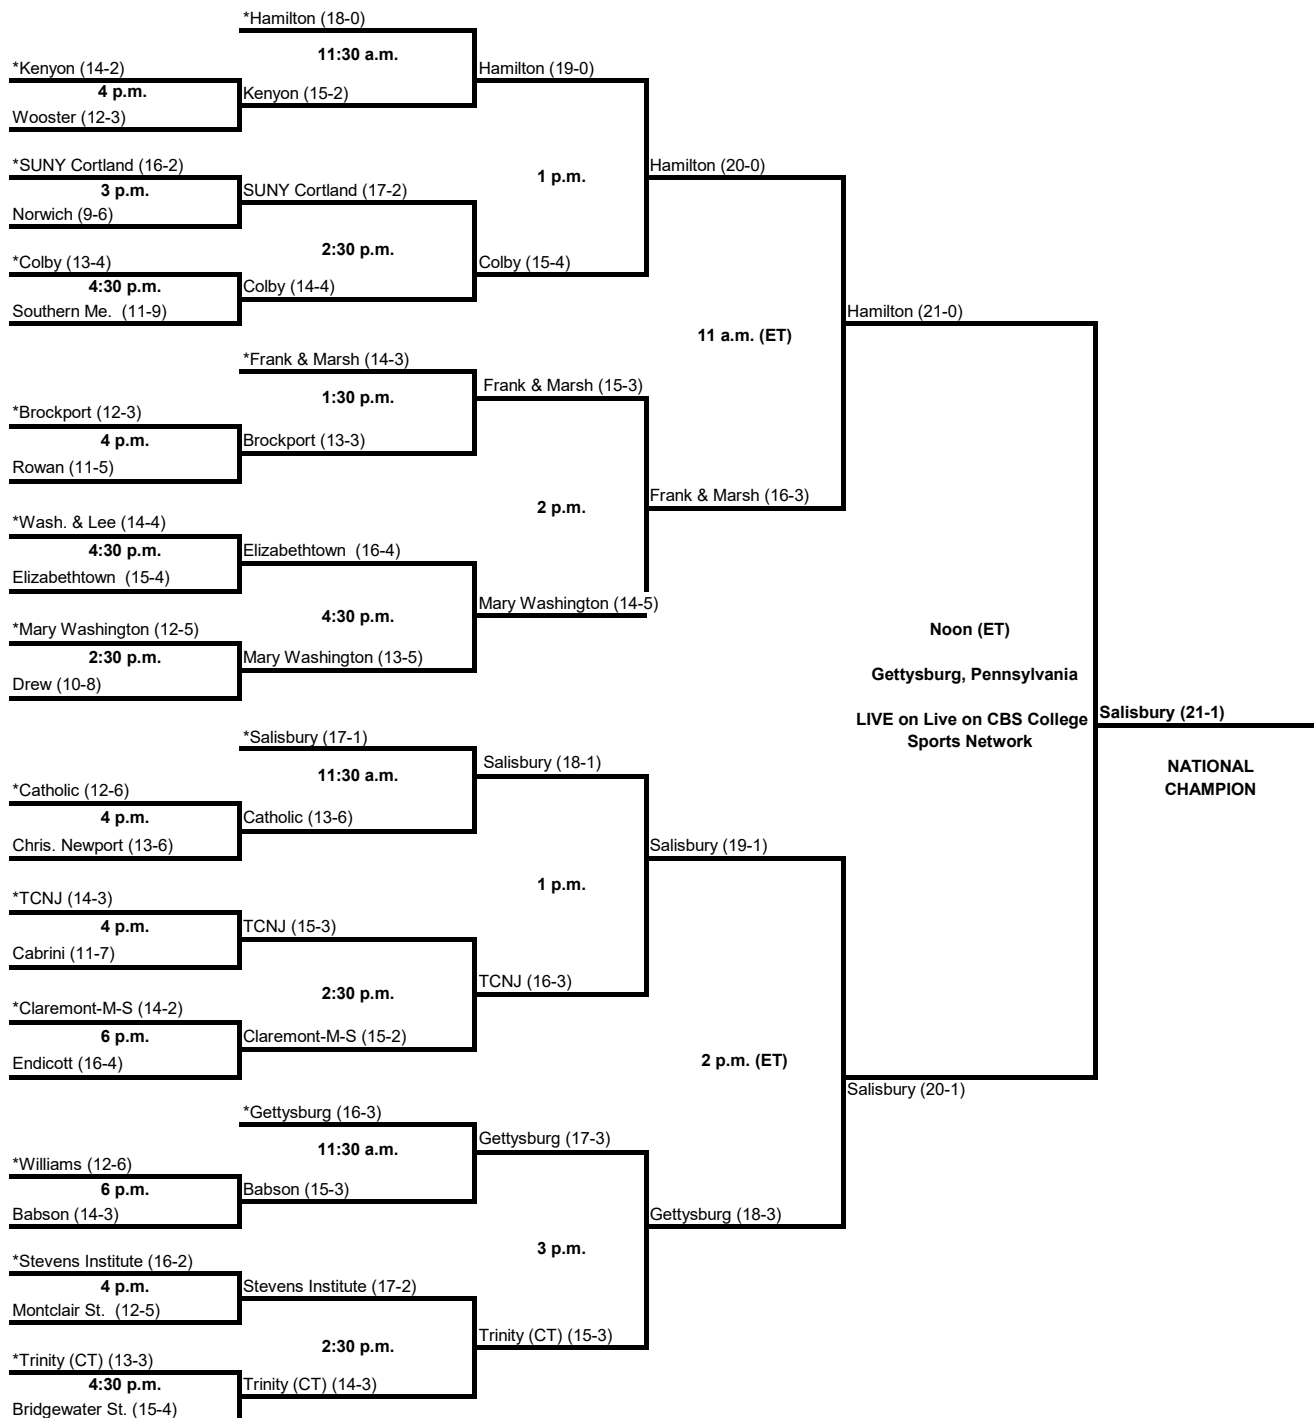 *Hamilton (18-0)
11:30 a.m.
*Kenyon (14-2)
Hamilton (19-0)
4 p.m.
Kenyon (15-2)
Wooster (12-3)
*SUNY Cortland (16-2)
Hamilton (20-0)
1 p.m.
3 p.m.
SUNY Cortland (17-2)
Norwich (9-6)
2:30 p.m.
*Colby (13-4)
Colby (15-4)
4:30 p.m.
Colby (14-4)
Southern Me.  (11-9)
Hamilton (21-0)
11 a.m. (ET)
*Frank & Marsh (14-3)
Frank & Marsh (15-3)
1:30 p.m.
*Brockport (12-3)
4 p.m.
Brockport (13-3)
Rowan (11-5)
Frank & Marsh (16-3)
2 p.m.
*Wash. & Lee (14-4)
4:30 p.m.
Elizabethtown  (16-4)
Elizabethtown  (15-4)
Mary Washington (14-5)
4:30 p.m.
*Mary Washington (12-5)
Noon (ET)
2:30 p.m.
Mary Washington (13-5)
Gettysburg, Pennsylvania
Drew (10-8)
LIVE on Live on CBS College
Sports Network
Salisbury (21-1)
*Salisbury (17-1)
Salisbury (18-1)
NATIONAL
CHAMPION
11:30 a.m.
*Catholic (12-6)
4 p.m.
Catholic (13-6)
Chris. Newport (13-6)
Salisbury (19-1)
1 p.m.
*TCNJ (14-3)
4 p.m.
TCNJ (15-3)
Cabrini (11-7)
TCNJ (16-3)
2:30 p.m.
*Claremont-M-S (14-2)
6 p.m.
Claremont-M-S (15-2)
Endicott (16-4)
2 p.m. (ET)
Salisbury (20-1)
*Gettysburg (16-3)
Gettysburg (17-3)
11:30 a.m.
*Williams (12-6)
6 p.m.
Babson (15-3)
Babson (14-3)
Gettysburg (18-3)
3 p.m.
*Stevens Institute (16-2)
4 p.m.
Stevens Institute (17-2)
Montclair St.  (12-5)
Trinity (CT) (15-3)
2:30 p.m.
*Trinity (CT) (13-3)
4:30 p.m.
Trinity (CT) (14-3)
Bridgewater St. (15-4)